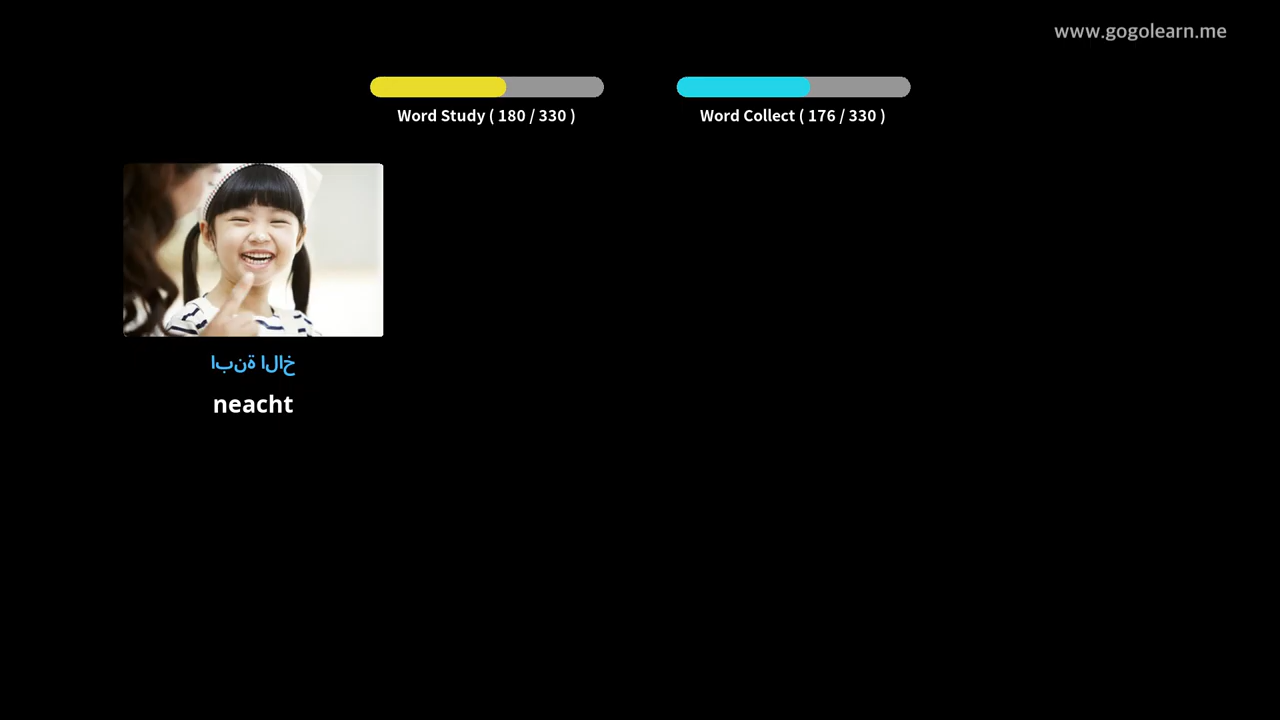 www.gogolearn.me
Word Study ( 180 / 330 )
Word Collect ( 176 / 330 )
ابنة الاخ
neacht